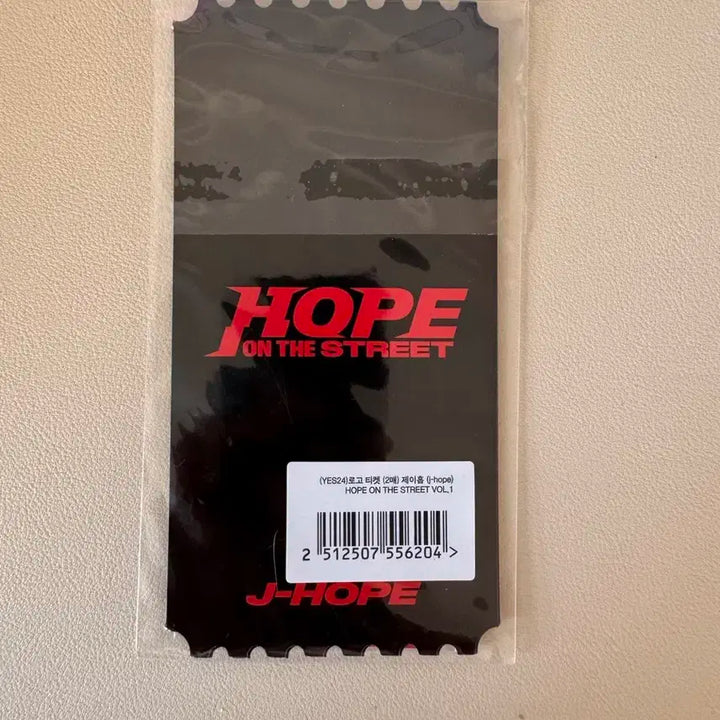 HOPE
ON THE STREET
(YES24)로고 티켓 (2매) 제이홉 (j-hope)
HOPE ON THE STREET VOL.1
2 512507 556204 >
J-HOPE